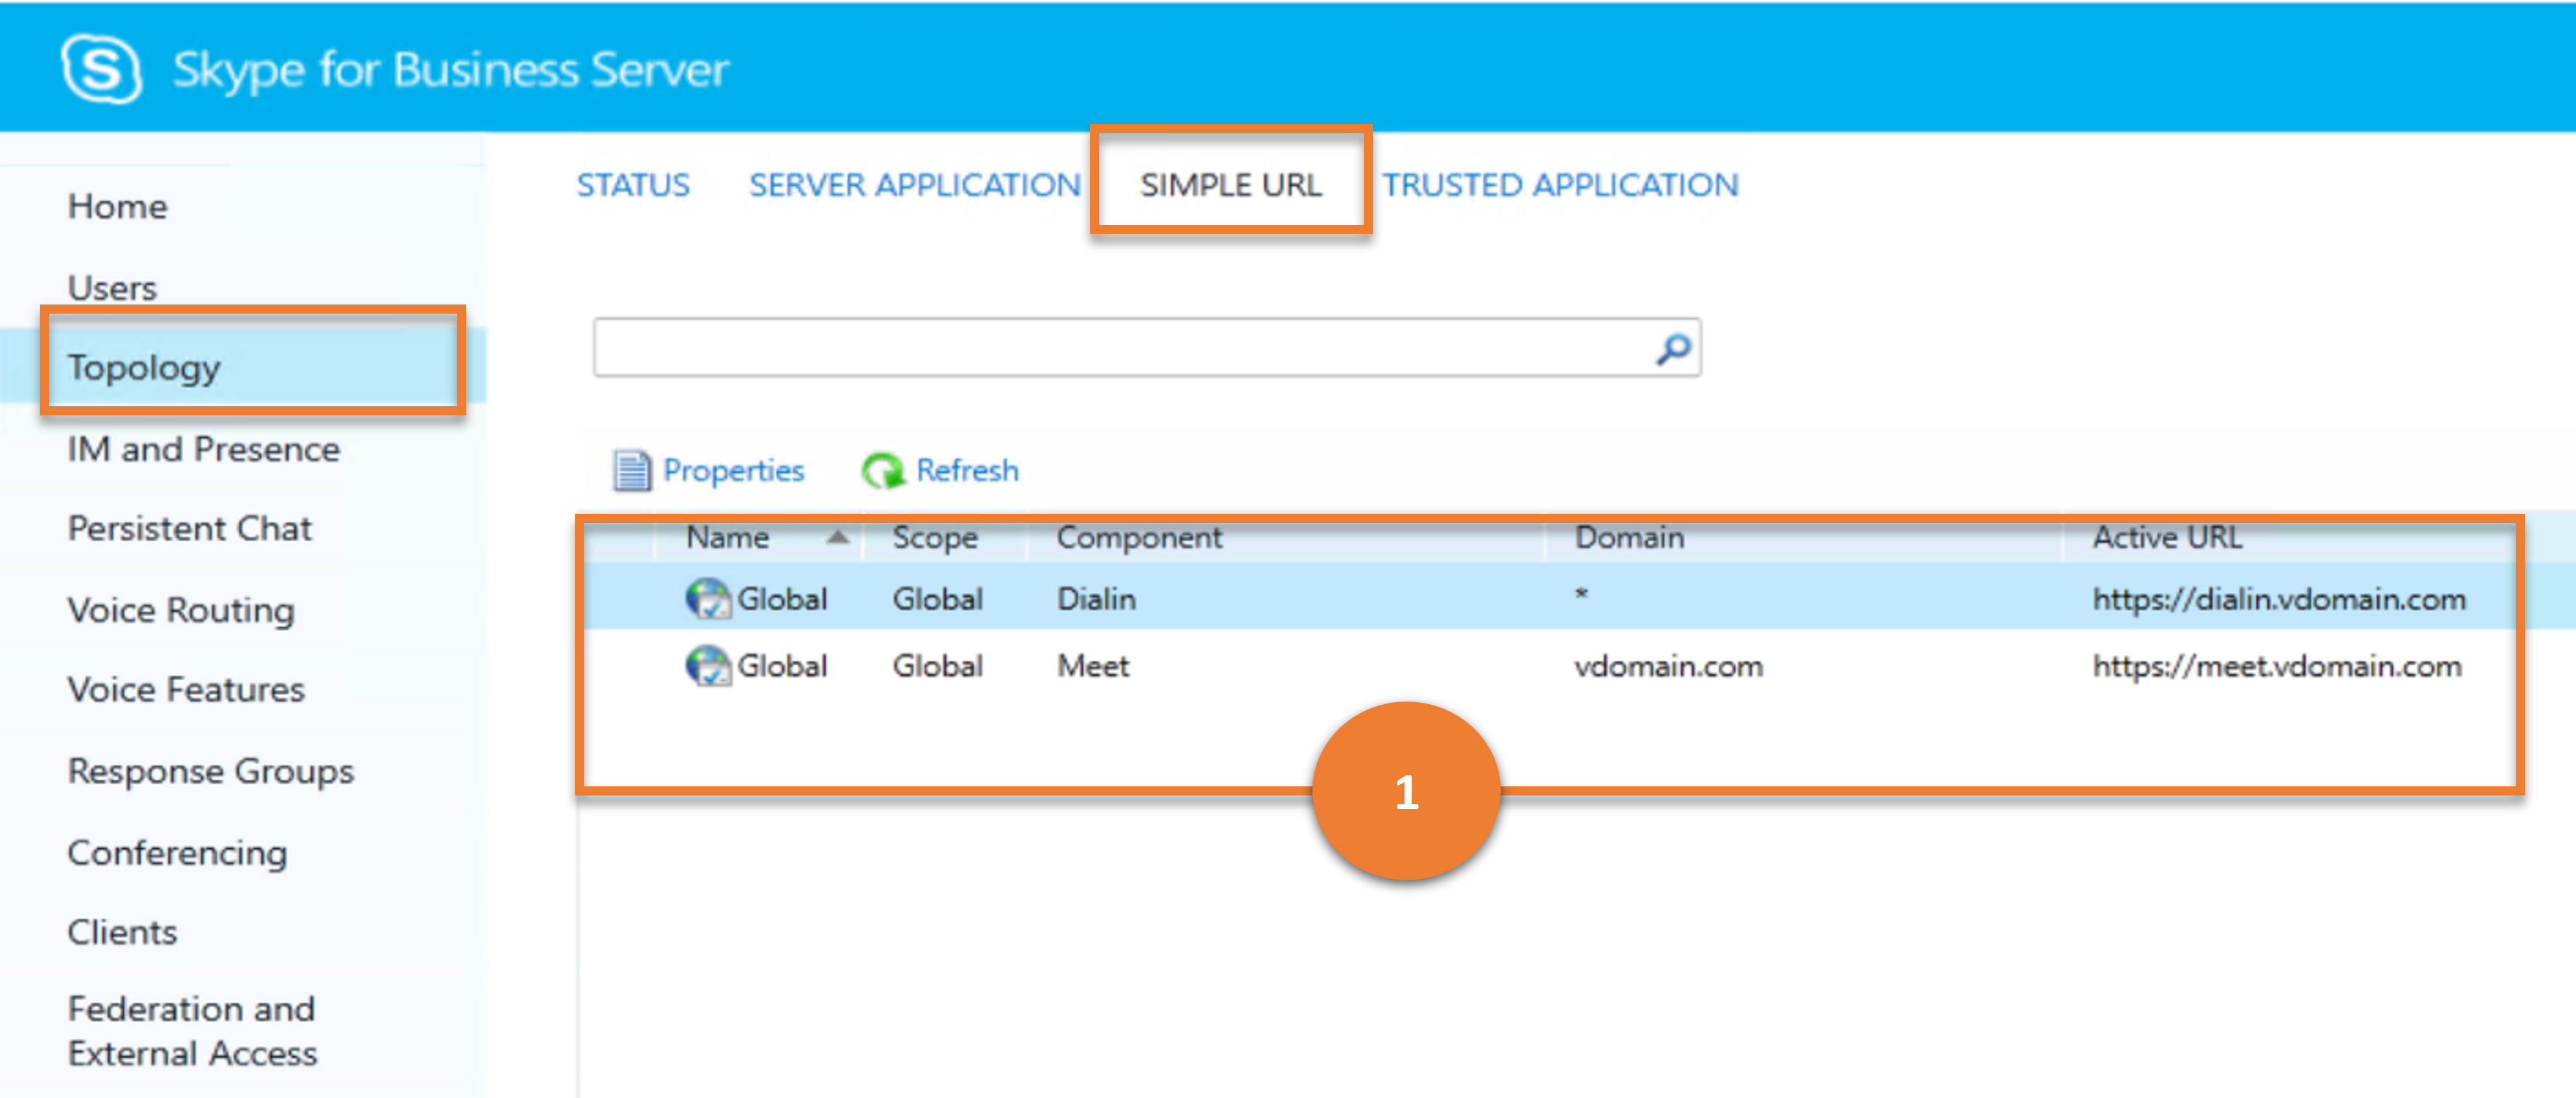 Skype for Business Server
STATUS SERVER APPLICATION SIMPLE URL TRUSTED APPLICATION
Home
Users
Topology
IM and Presence
Persistent Chat
Voice Routing
Voice Features
Response Groups
Conferencing
Clients
Federation and
External Access
Properties Refresh
Name Scope Component Domain Active URL
Global Global Dialin * https://dialin.vdomain.com
Global Global Meet vdomain.com https://meet.vdomain.com
1